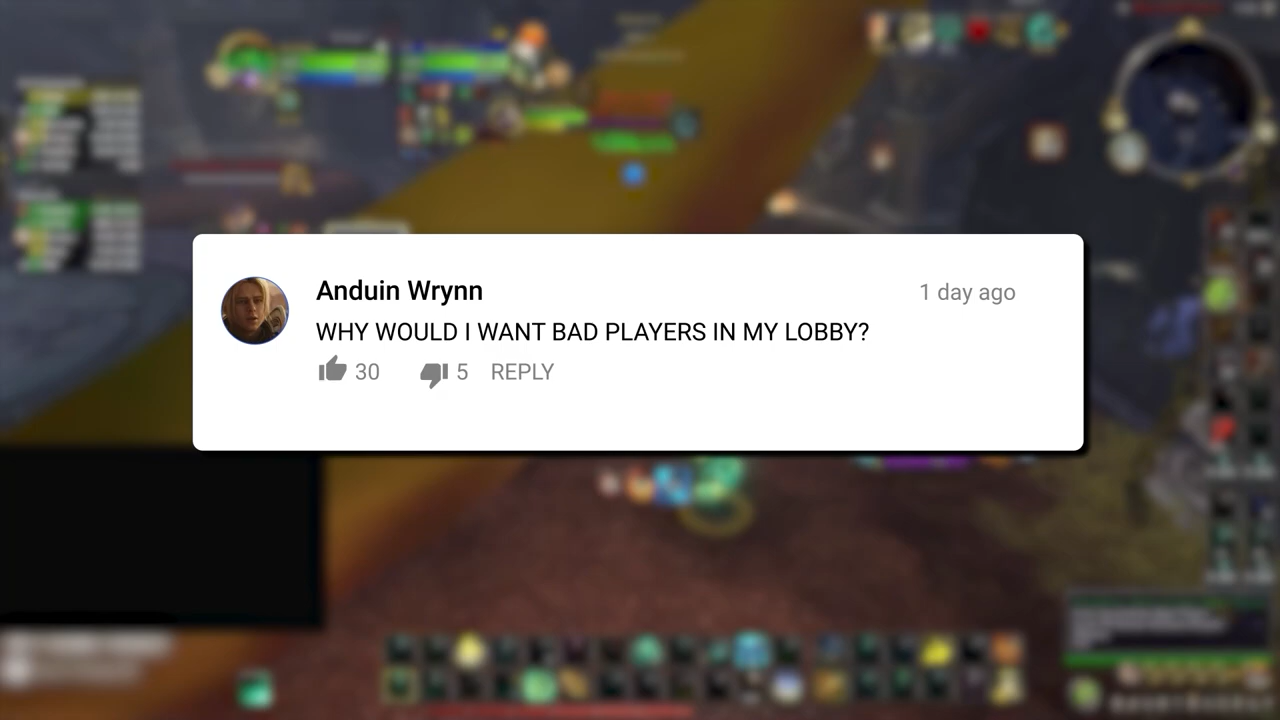 Anduin Wrynn
1 day ago
WHY WOULD I WANT BAD PLAYERS IN MY LOBBY?
30 5 REPLY